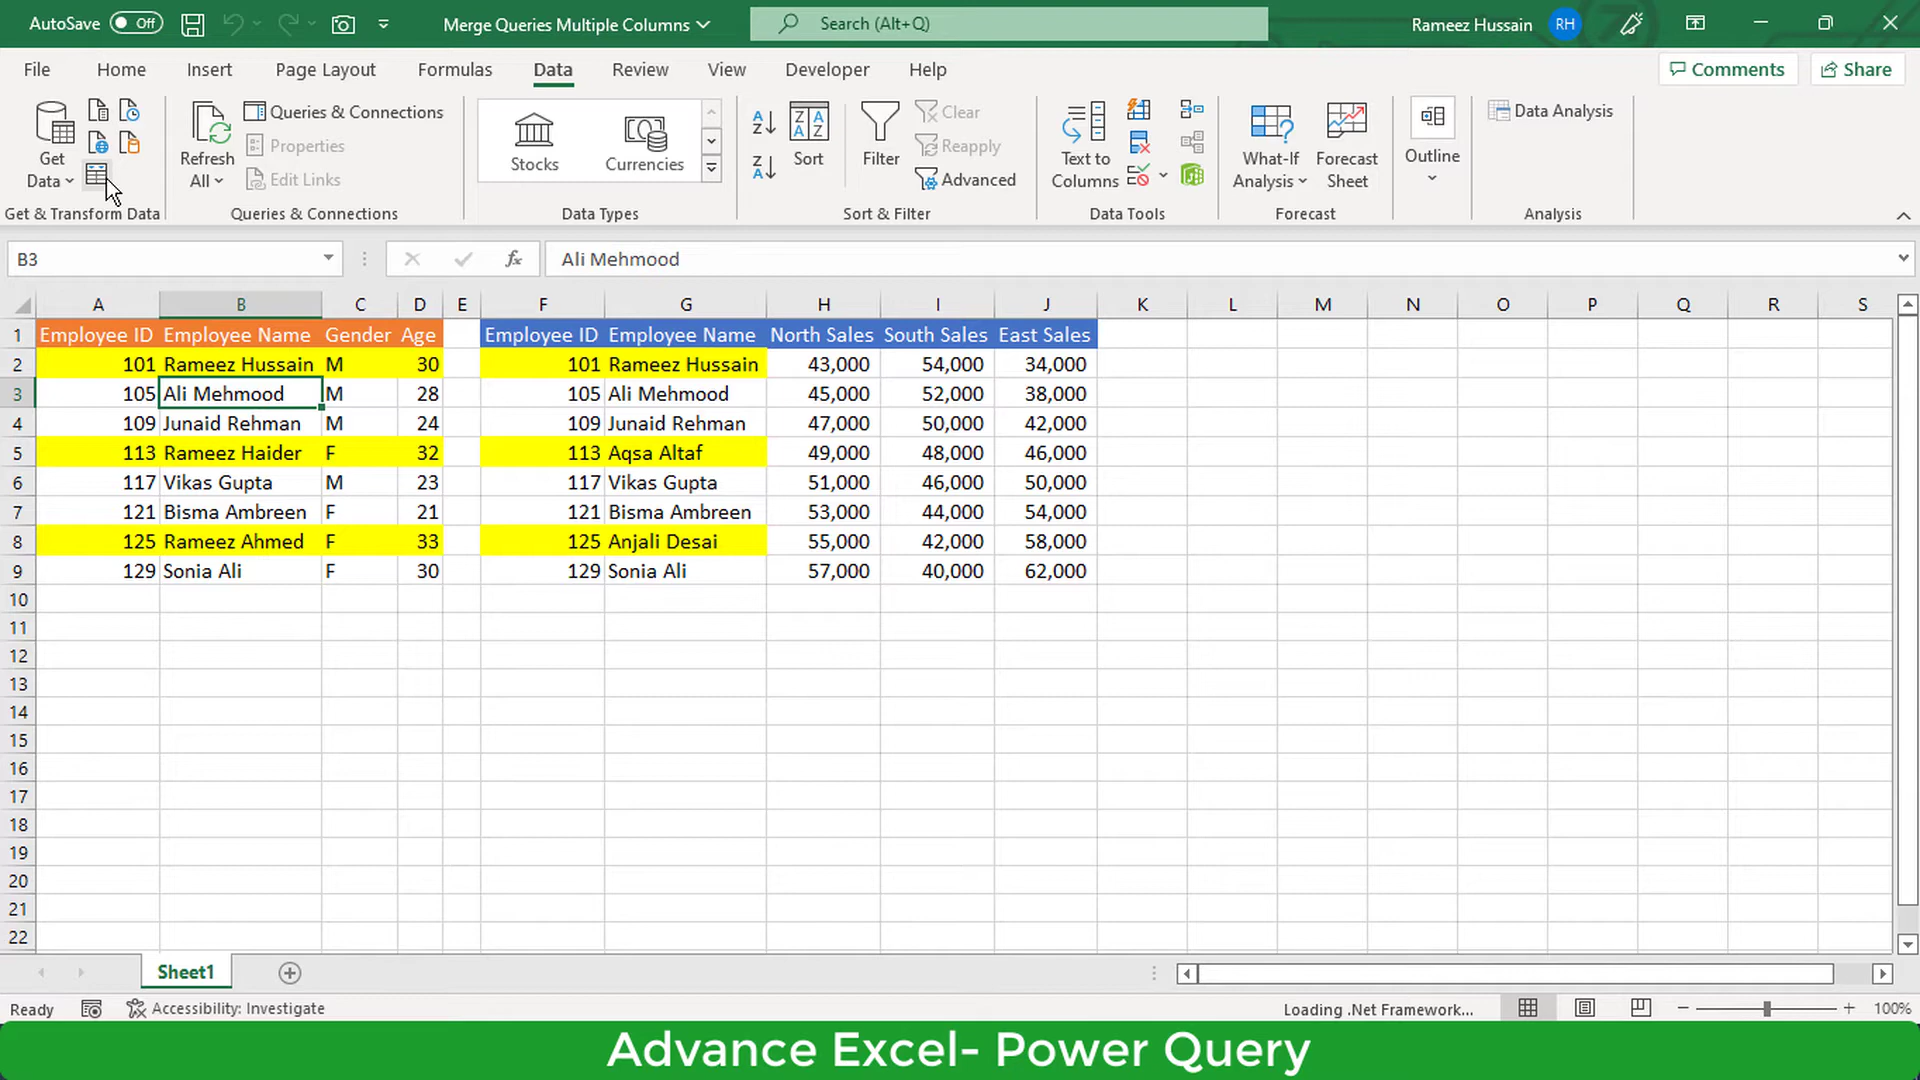 AutoSave Off Merge Queries Multiple Columns Search (Alt+Q) Rameez Hussain RH
File Home Insert Page Layout Formulas Data Review View Developer Help Comments Share
Get Data Refresh All Queries & Connections Properties Edit Links Stocks Currencies Sort Filter Clear Reapply Advanced Text to Columns What-If Analysis Forecast Sheet Outline Data Analysis
Get & Transform Data Queries & Connections Data Types Sort & Filter Data Tools Forecast Analysis
B3 fx Ali Mehmood
A B C D E F G H I J K L M N O P Q R S
1 Employee ID Employee Name Gender Age Employee ID Employee Name North Sales South Sales East Sales
2 101 Rameez Hussain M 30 101 Rameez Hussain 43,000 54,000 34,000
3 105 Ali Mehmood M 28 105 Ali Mehmood 45,000 52,000 38,000
4 109 Junaid Rehman M 24 109 Junaid Rehman 47,000 50,000 42,000
5 113 Rameez Haider F 32 113 Aqsa Altaf 49,000 48,000 46,000
6 117 Vikas Gupta M 23 117 Vikas Gupta 51,000 46,000 50,000
7 121 Bisma Ambreen F 21 121 Bisma Ambreen 53,000 44,000 54,000
8 125 Rameez Ahmed F 33 125 Anjali Desai 55,000 42,000 58,000
9 129 Sonia Ali F 30 129 Sonia Ali 57,000 40,000 62,000
10
11
12
13
14
15
16
17
18
19
20
21
22
Sheet1
Ready Accessibility: Investigate Loading .Net Framework... 100%
Advance Excel- Power Query